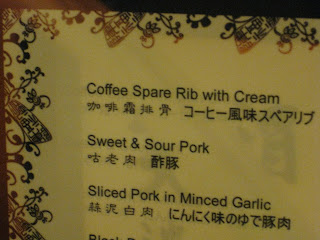 Coffee Spare Rib with Cream
咖啡霜排骨 コーヒー風味スペアリブ
Sweet & Sour Pork
咕老肉 酢豚
Sliced Pork in Minced Garlic
絲泥白肉 にんにく味のゆで豚肉